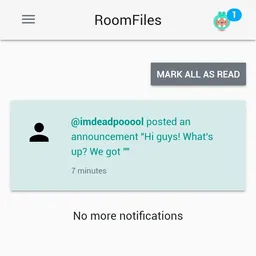 RoomFiles
1
MARK ALL AS READ
@imdeadpooool posted an
announcement "Hi guys! What's
up? We got ""
7 minutes
No more notifications